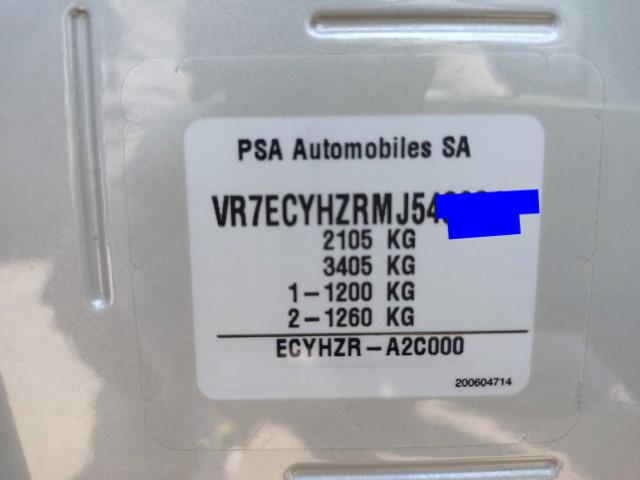 PSA Automobiles SA
VR7ECYHZRMJ54
2105 KG
3405 KG
1-1200 KG
2-1260 KG
ECYHZR-A2C000
200604714